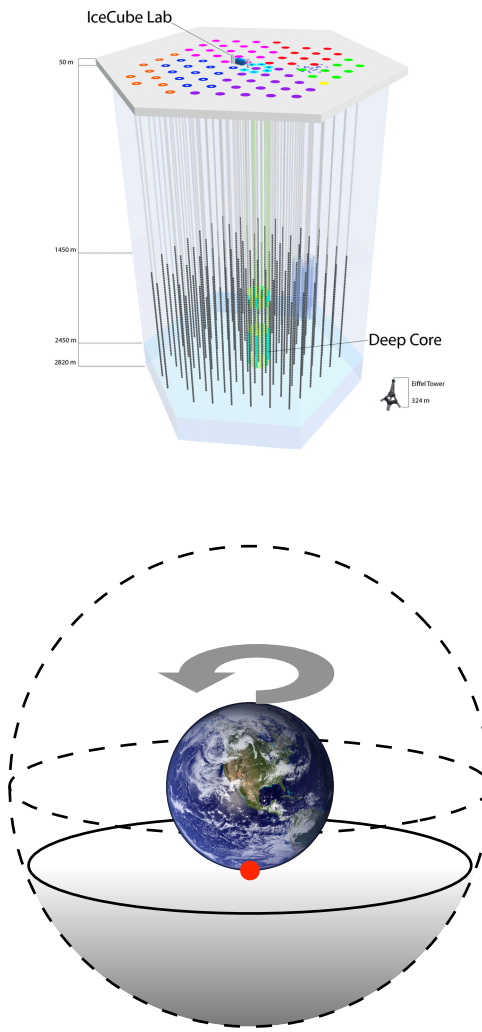 IceCube Lab
50 m
1450 m
2450 m
2820 m
Deep Core
Eiffel Tower
324 m